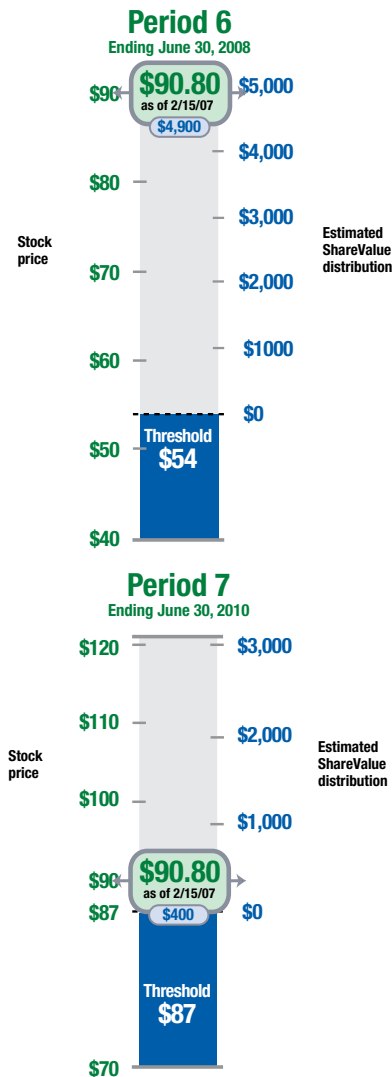 Period 6
Ending June 30, 2008
$90
$90.80
as of 2/15/07
$4,900
$5,000
$4,000
$80
$3,000
Stock
price
Estimated
ShareValue
distribution
$70
$2,000
$60
$1000
$0
Threshold
$54
$50
$40
Period 7
Ending June 30, 2010
$120
$3,000
$110
$2,000
Stock
price
Estimated
ShareValue
distribution
$100
$1,000
$90
$90.80
as of 2/15/07
$400
$87
$0
Threshold
$87
$70